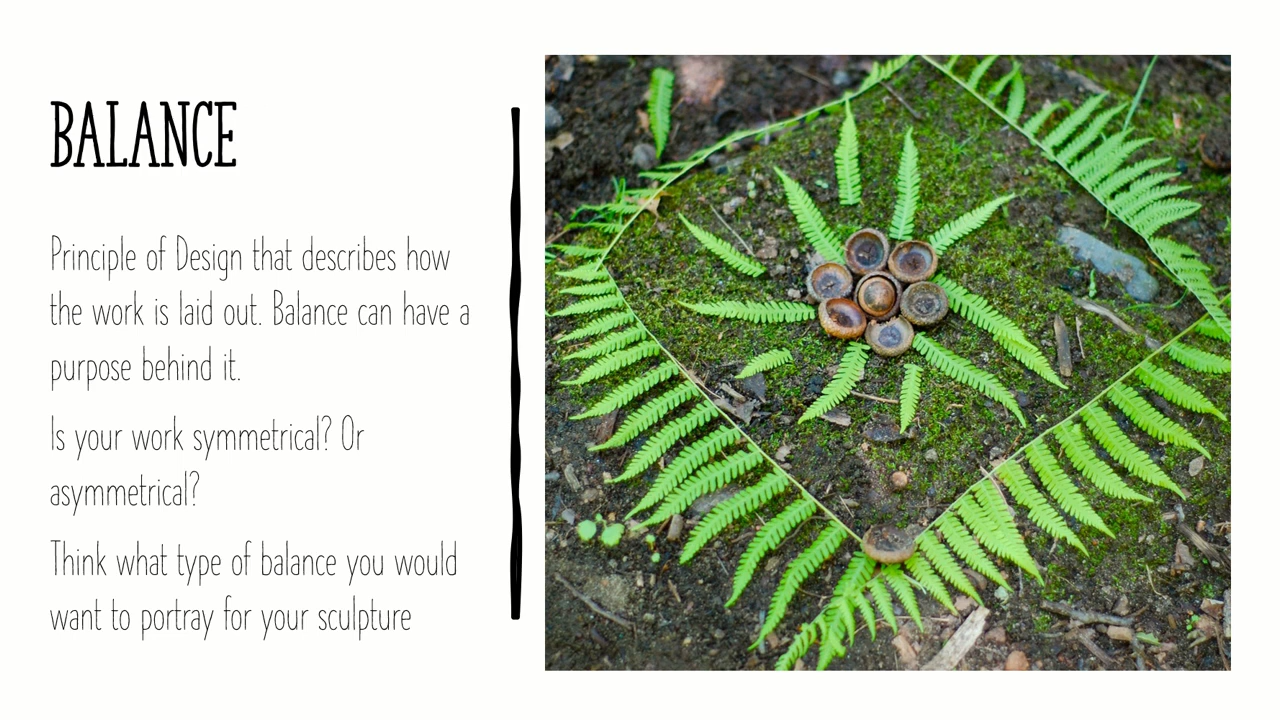 BALANCE
Principle of Design that describes how
the work is laid out. Balance can have a
purpose behind it.
Is your work symmetrical? Or
asymmetrical?
Think what type of balance you would
want to portray for your sculpture